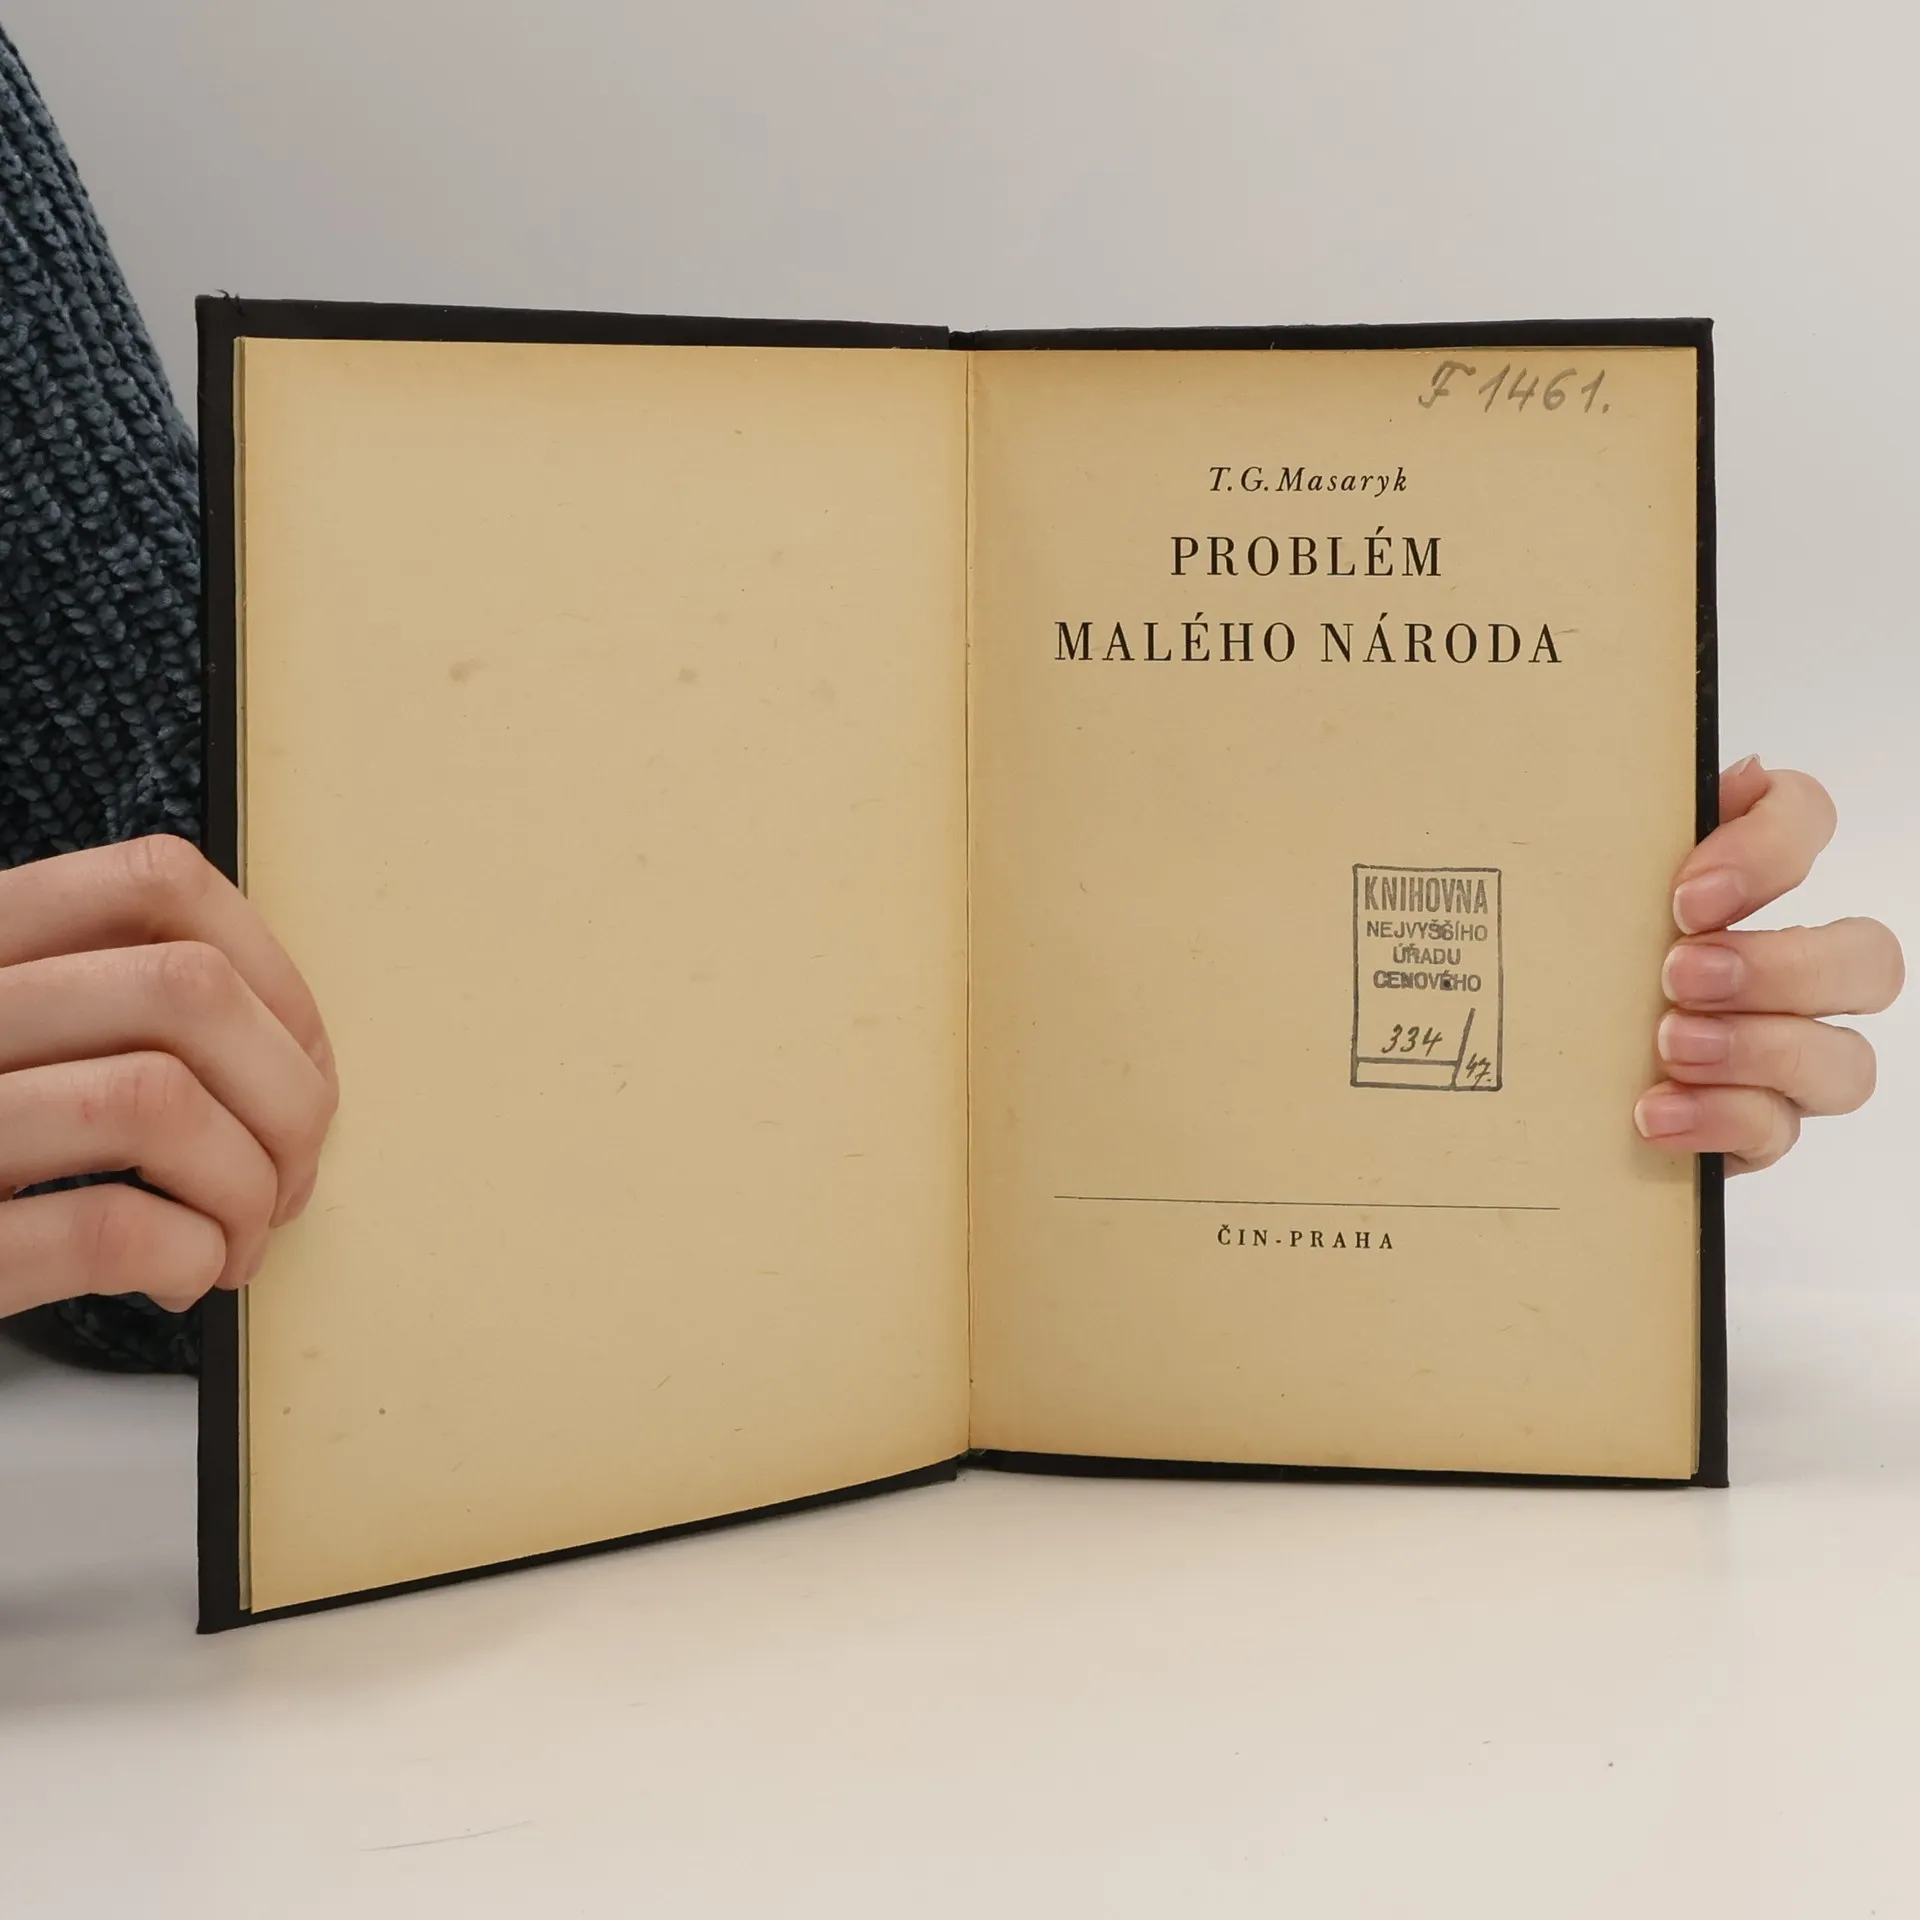 F 1461.
T. G. Masaryk
PROBLÉM
MALÉHO NÁRODA
KNIHOVNA
NEJVYŠŠÍHO
ÚŘADU
CENOVÉHO
334
47.
ČIN-PRAHA